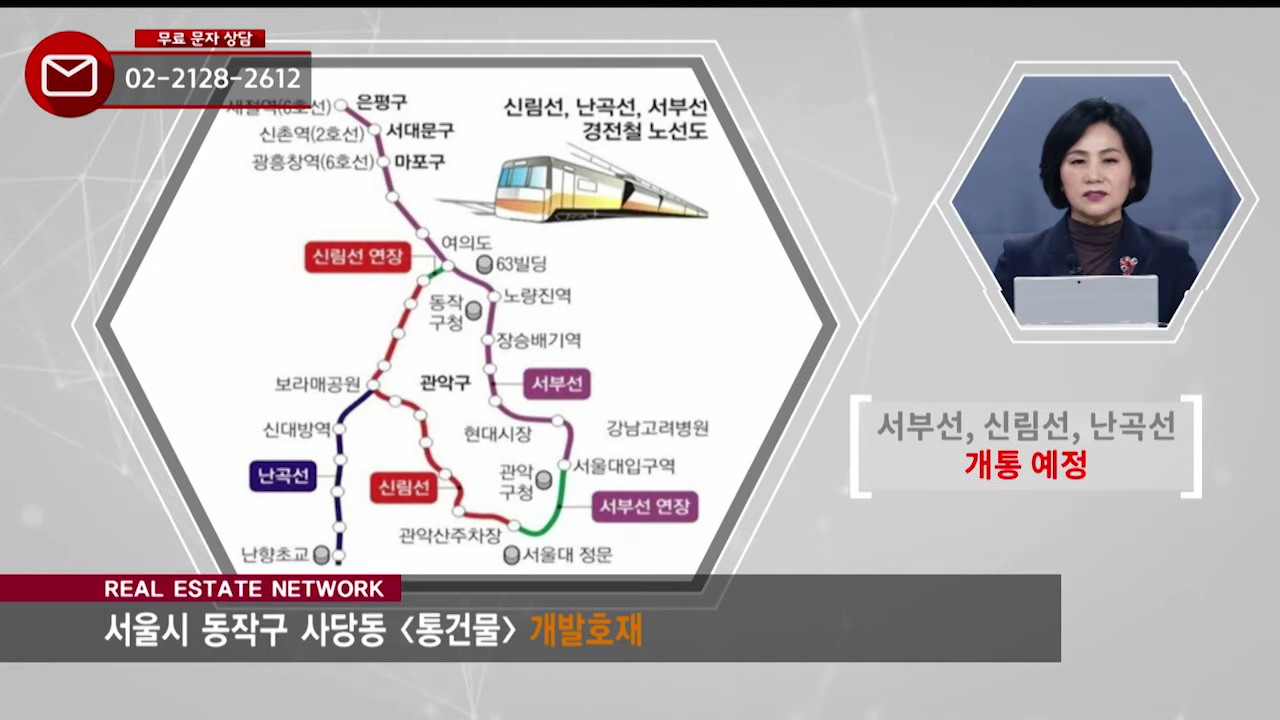 무료 문자 상담
02-2128-2612
새절역(6호선) 은평구
신촌역(2호선) 서대문구
광흥창역(6호선) 마포구
신림선, 난곡선, 서부선
경전철 노선도
여의도
신림선 연장
63빌딩
동작
구청
노량진역
장승배기역
보라매공원
관악구
서부선
신대방역
현대시장
강남고려병원
서울대입구역
난곡선
신림선
관악
구청
서부선 연장
관악산주차장
난향초교
서울대 정문
서부선, 신림선, 난곡선
개통 예정
REAL ESTATE NETWORK
서울시 동작구 사당동 <통건물> 개발호재